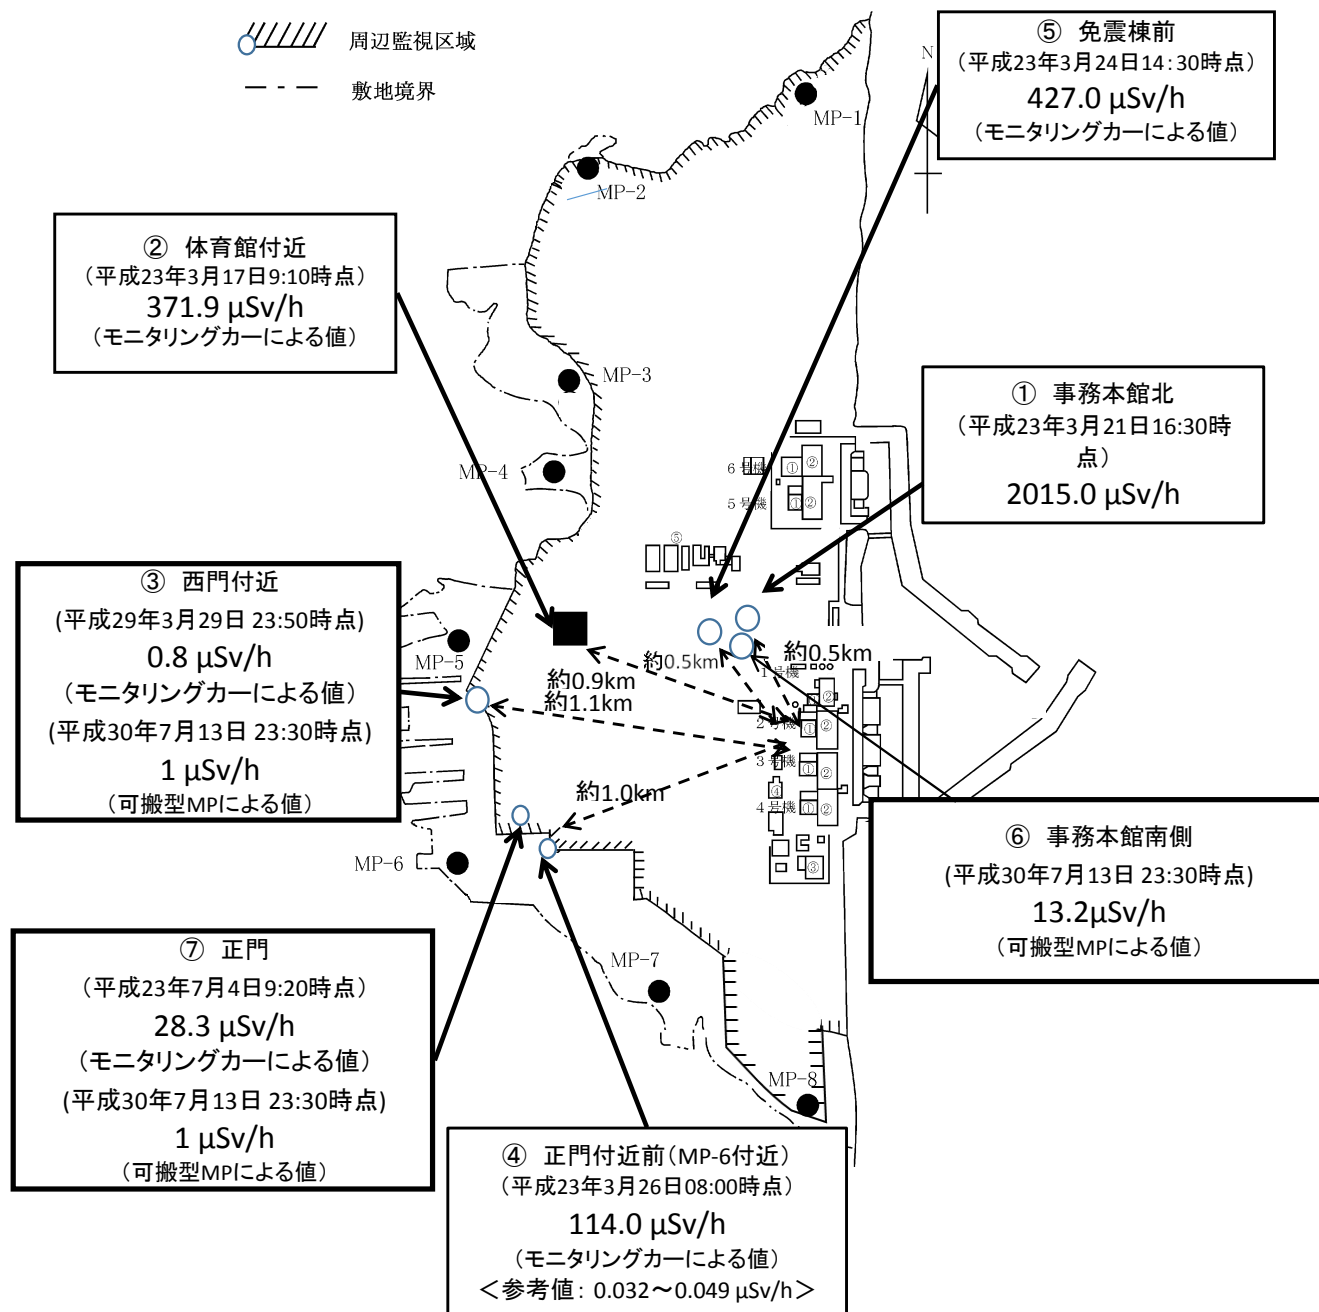 周辺監視区域
敷地境界
⑤ 免震棟前
(平成23年3月24日14:30時点)
427.0 μSv/h
(モニタリングカーによる値)
N
MP-1
MP-2
② 体育館付近
(平成23年3月17日9:10時点)
371.9 μSv/h
(モニタリングカーによる値)
MP-3
① 事務本館北
(平成23年3月21日16:30時
点)
2015.0 μSv/h
MP-4
6号機
① ②
5号機
① ②
⑤
③ 西門付近
(平成29年3月29日 23:50時点)
0.8 μSv/h
(モニタリングカーによる値)
(平成30年7月13日 23:30時点)
1 μSv/h
(可搬型MPによる値)
MP-5
約0.5km
約0.5km
約0.9km
約1.1km
1号機
②
2号機
① ②
3号機
① ②
約1.0km
④
4号機
① ②
③
MP-6
⑥ 事務本館南側
(平成30年7月13日 23:30時点)
13.2μSv/h
(可搬型MPによる値)
⑦ 正門
(平成23年7月4日9:20時点)
28.3 μSv/h
(モニタリングカーによる値)
(平成30年7月13日 23:30時点)
1 μSv/h
(可搬型MPによる値)
MP-7
MP-8
④ 正門付近前(MP-6付近)
(平成23年3月26日08:00時点)
114.0 μSv/h
(モニタリングカーによる値)
<参考値: 0.032~0.049 μSv/h>